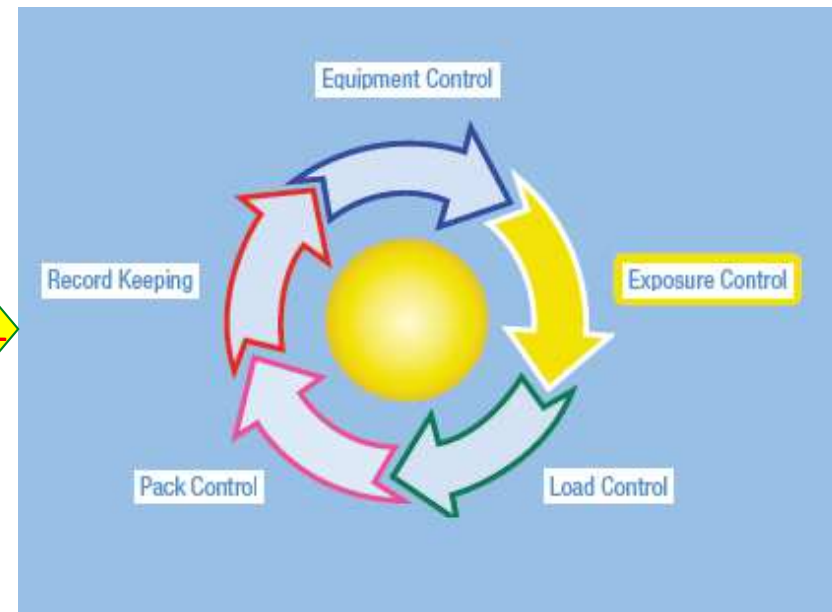 Equipment Control
Exposure Control
Load Control
Pack Control
Record Keeping